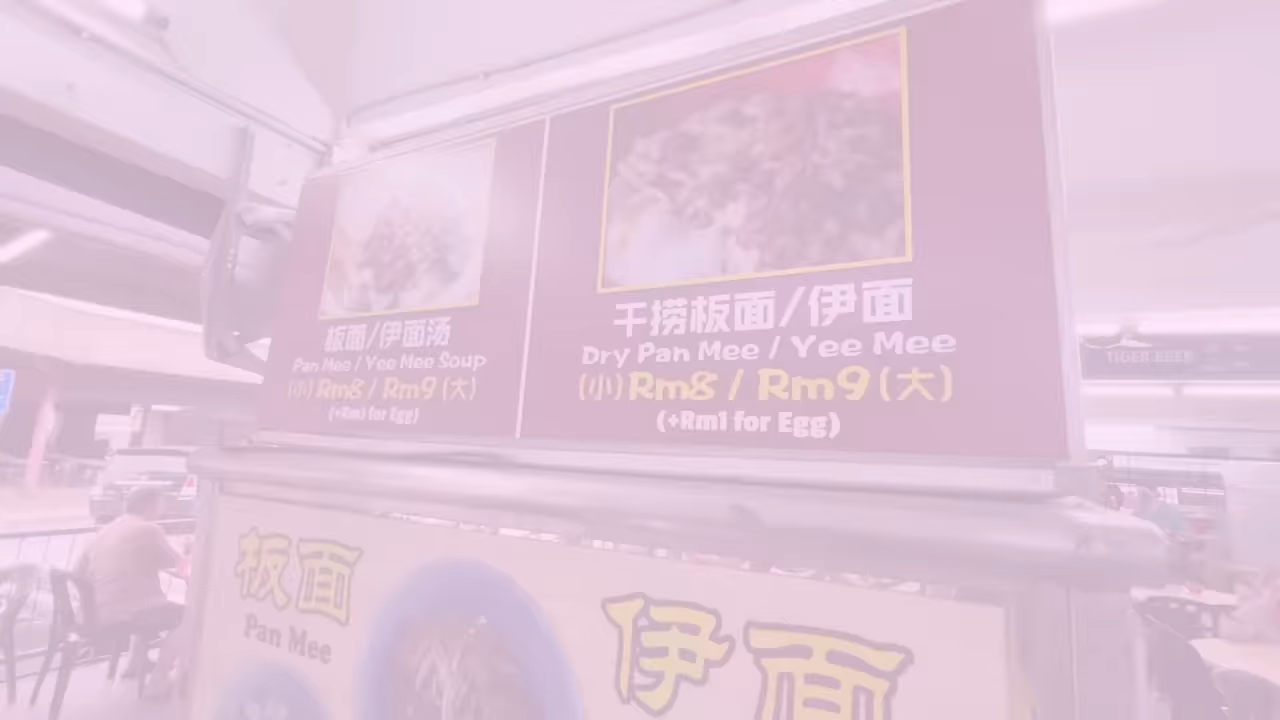 板面/伊面汤
Pan Mee / Yee Mee Soup
(小) Rm8 / Rm9 (大)
(+Rm1 for Egg)
干捞板面/伊面
Dry Pan Mee / Yee Mee
(小) Rm8 / Rm9 (大)
(+Rm1 for Egg)
TIGER BEER
板面
Pan Mee
伊面